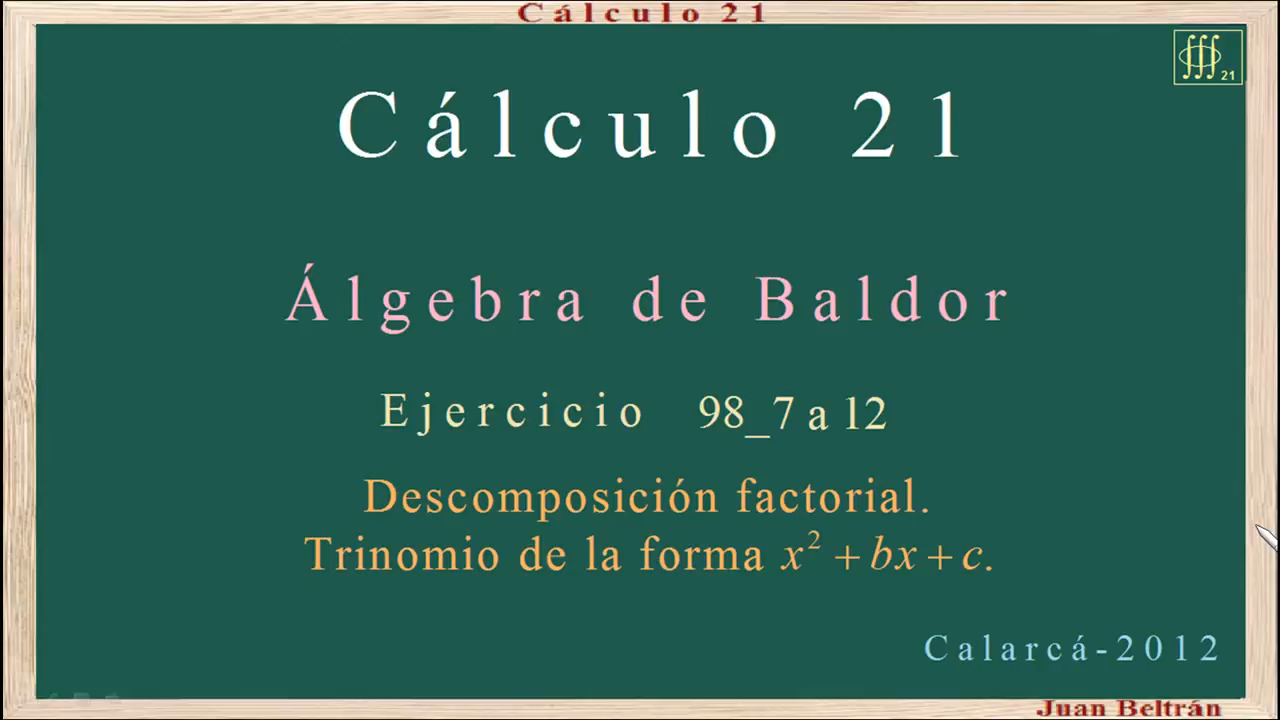 Cálculo 21
∭ 21
Cálculo 21
Álgebra de Baldor
Ejercicio 98_7 a 12
Descomposición factorial.
Trinomio de la forma x² + bx + c.
Calarcá-2012
Juan Beltrán